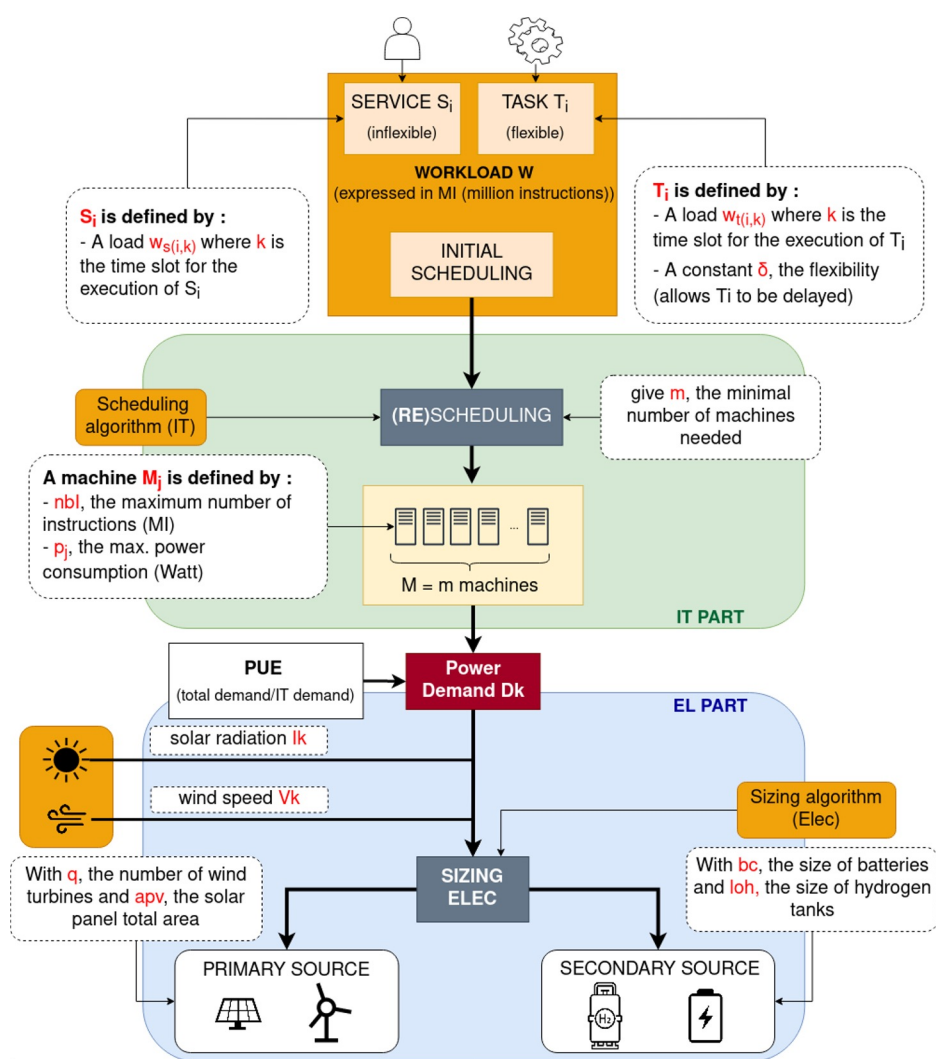 SERVICE Si
(inflexible)
TASK Ti
(flexible)
WORKLOAD W
(expressed in MI (million instructions))
Si is defined by :
- A load ws(i,k) where k is
the time slot for the
execution of Si
Ti is defined by :
- A load wt(i,k) where k is the
time slot for the execution of Ti
- A constant δ, the flexibility
(allows Ti to be delayed)
INITIAL
SCHEDULING
Scheduling
algorithm (IT)
(RE)SCHEDULING
give m, the minimal
number of machines
needed
A machine Mj is defined by :
- nbI, the maximum number of
instructions (MI)
- pj, the max. power
consumption (Watt)
...
M = m machines
IT PART
PUE
(total demand/IT demand)
Power
Demand Dk
EL PART
solar radiation Ik
wind speed Vk
Sizing algorithm
(Elec)
With q, the number of wind
turbines and apv, the solar
panel total area
SIZING
ELEC
With bc, the size of batteries
and loh, the size of hydrogen
tanks
PRIMARY SOURCE
SECONDARY SOURCE
H2